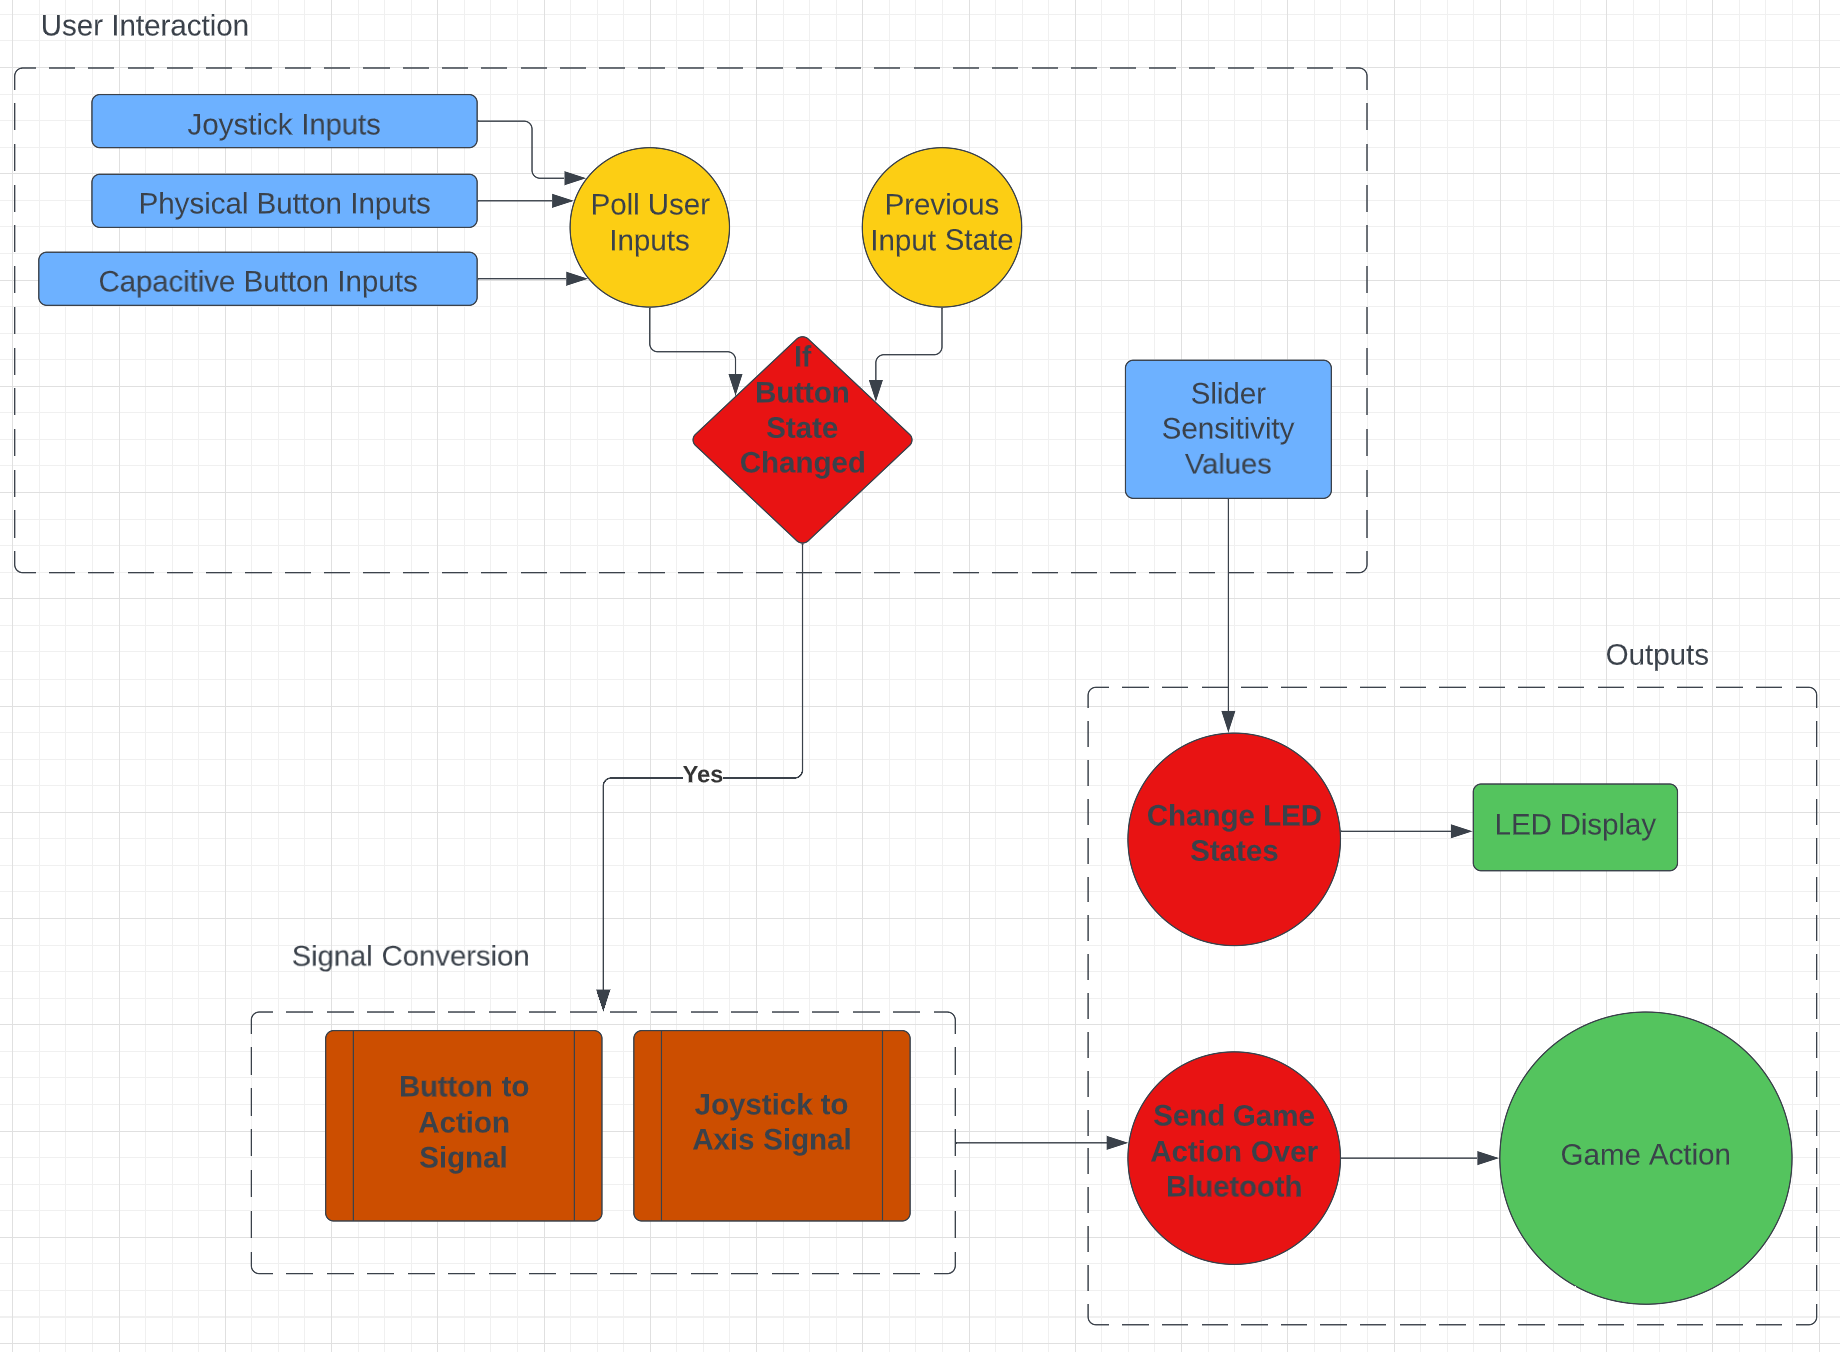 User Interaction
Joystick Inputs
Physical Button Inputs
Capacitive Button Inputs
Poll User
Inputs
Previous
Input State
If
Button
State
Changed
Slider
Sensitivity
Values
Yes
Outputs
Change LED
States
LED Display
Signal Conversion
Button to
Action
Signal
Joystick to
Axis Signal
Send Game
Action Over
Bluetooth
Game Action